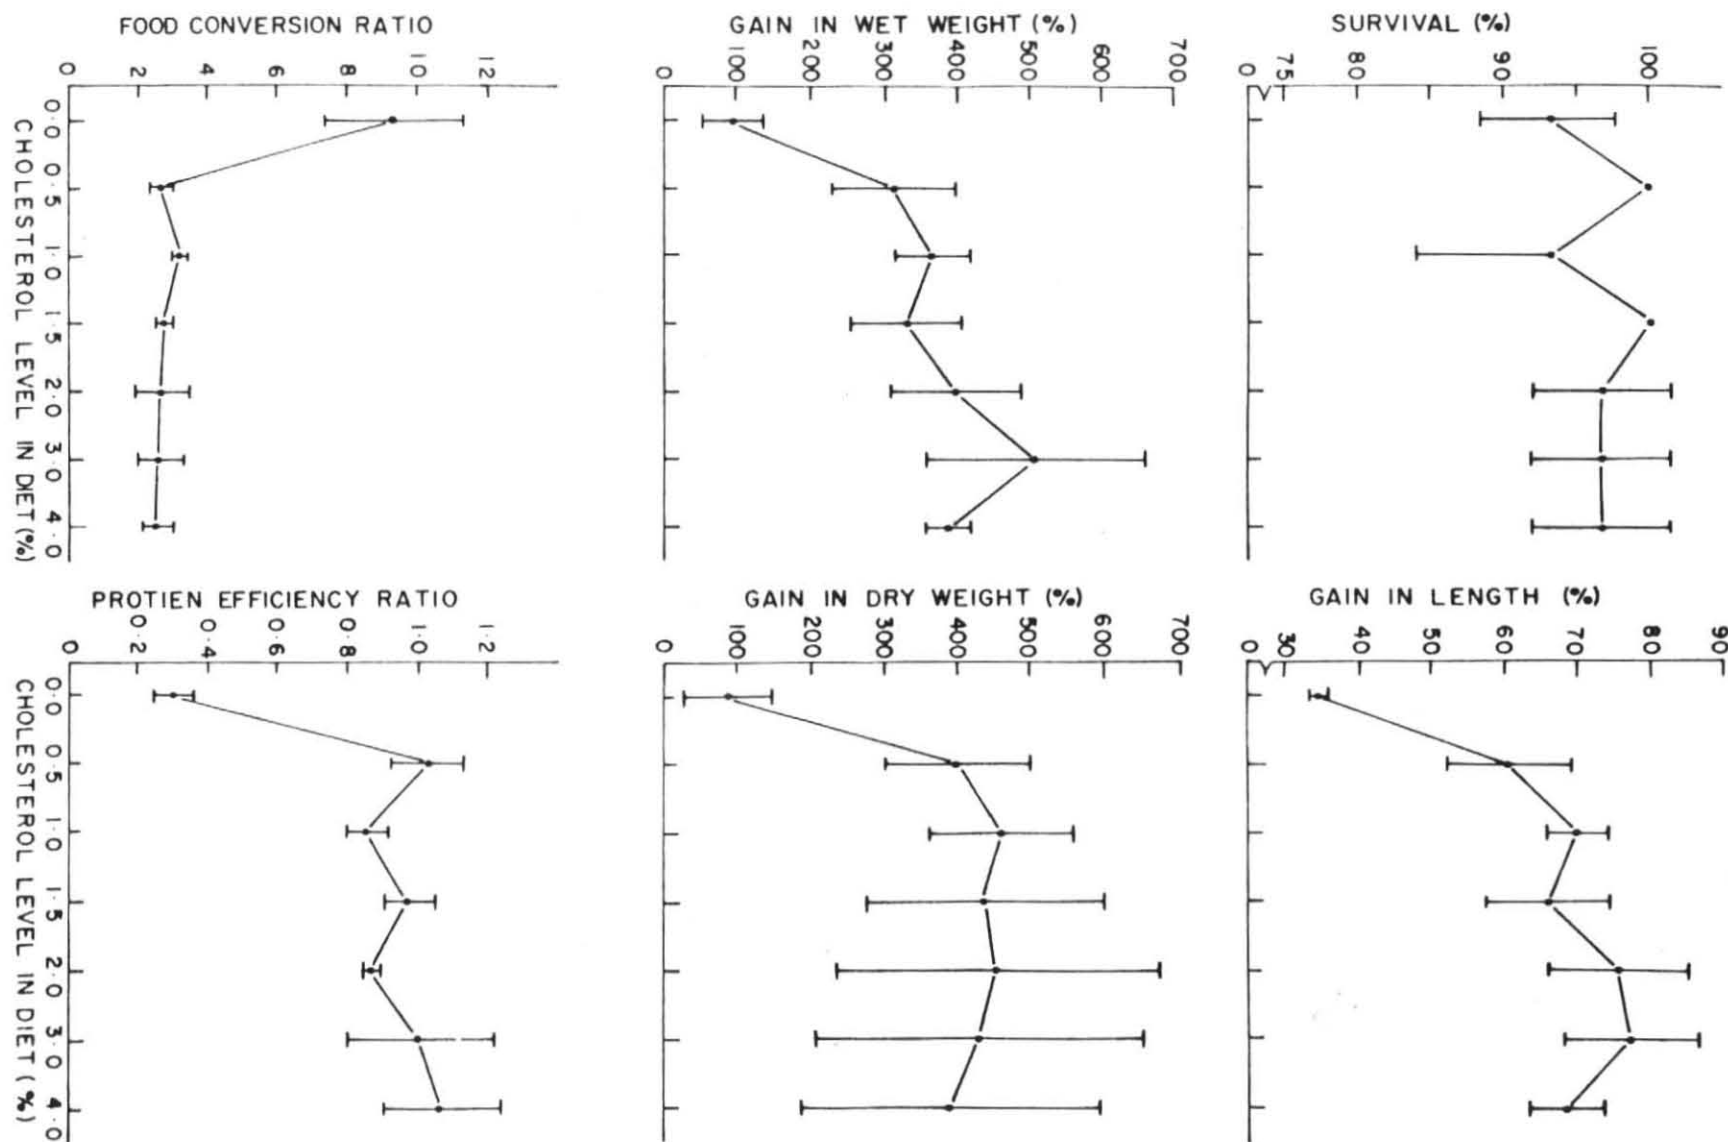 FOOD CONVERSION RATIO
0 2 4 6 8 10 12
0·0 0·5 1·0 1·5 2·0 3·0 4·0
CHOLESTEROL LEVEL IN DIET (%)
GAIN IN WET WEIGHT (%)
0 100 200 300 400 500 600 700
SURVIVAL (%)
0 75 80 90 100
PROTIEN EFFICIENCY RATIO
0 0·2 0·4 0·6 0·8 1·0 1·2
0·0 0·5 1·0 1·5 2·0 3·0 4·0
CHOLESTEROL LEVEL IN DIET (%)
GAIN IN DRY WEIGHT (%)
0 100 200 300 400 500 600 700
GAIN IN LENGTH (%)
0 30 40 50 60 70 80 90